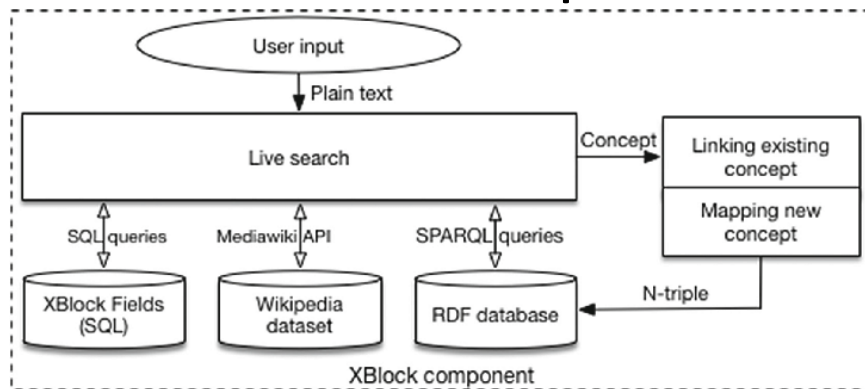 User input
Plain text
Live search
Concept
Linking existing
concept
Mapping new
concept
SQL queries
Mediawiki API
SPARQL queries
XBlock Fields
(SQL)
Wikipedia
dataset
RDF database
N-triple
XBlock component